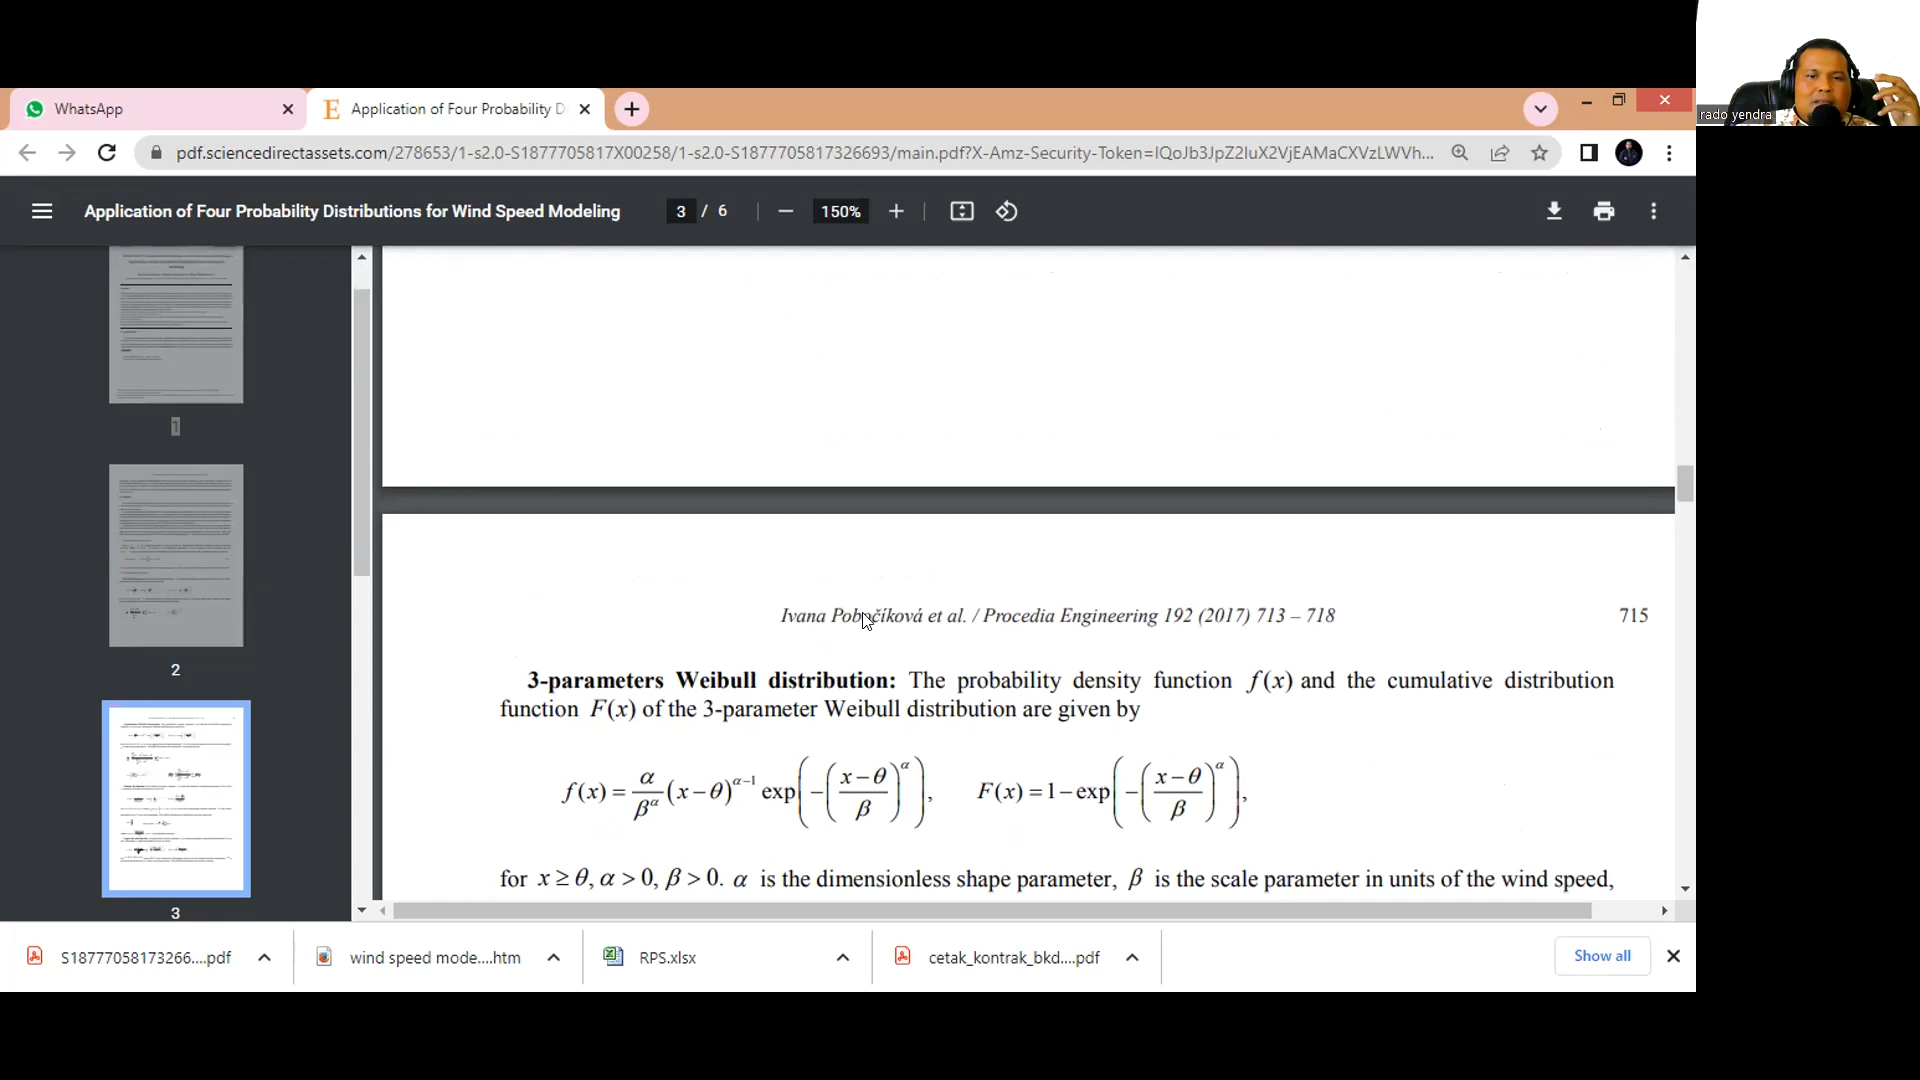 rado yendra
WhatsApp
Application of Four Probability D
pdf.sciencedirectassets.com/278653/1-s2.0-S1877705817X00258/1-s2.0-S1877705817326693/main.pdf?X-Amz-Security-Token=IQoJb3JpZ2luX2VjEAMaCXVzLWVh...
Application of Four Probability Distributions for Wind Speed Modeling 3 / 6 150%
1
2
3
Ivana Pobočíková et al. / Procedia Engineering 192 (2017) 713 – 718 715
3-parameters Weibull distribution: The probability density function f(x) and the cumulative distribution
function F(x) of the 3-parameter Weibull distribution are given by
f(x) = α/β^α (x−θ)^(α−1) exp(−((x−θ)/β)^α), F(x) = 1−exp(−((x−θ)/β)^α),
for x ≥ θ, α > 0, β > 0. α is the dimensionless shape parameter, β is the scale parameter in units of the wind speed,
S18777058173266....pdf
wind speed mode....htm
RPS.xlsx
cetak_kontrak_bkd....pdf
Show all